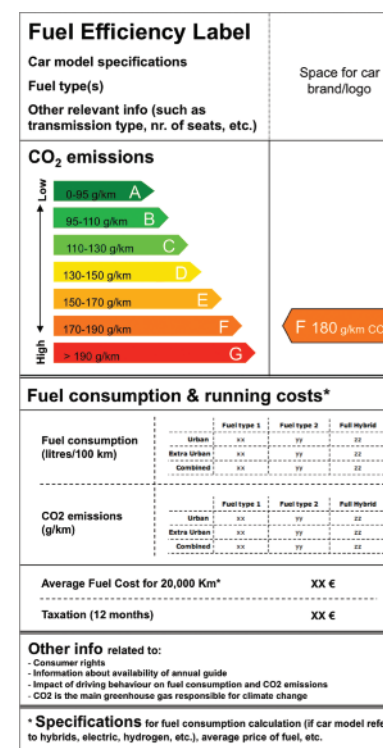 Fuel Efficiency Label
Car model specifications
Fuel type(s)
Other relevant info (such as
transmission type, nr. of seats, etc.)
Space for car
brand/logo
CO2 emissions
Low
0-95 g/km A
95-110 g/km B
110-130 g/km C
130-150 g/km D
150-170 g/km E
170-190 g/km F
> 190 g/km G
High
F 180 g/km CO
Fuel consumption & running costs*
Fuel consumption
(litres/100 km)
Fuel type 1 Fuel type 2 Full Hybrid
Urban xx yy zz
Extra Urban xx yy zz
Combined xx yy zz
CO2 emissions
(g/km)
Fuel type 1 Fuel type 2 Full Hybrid
Urban xx yy zz
Extra Urban xx yy zz
Combined xx yy zz
Average Fuel Cost for 20,000 Km* XX €
Taxation (12 months) XX €
Other info related to:
- Consumer rights
- Information about availability of annual guide
- Impact of driving behaviour on fuel consumption and CO2 emissions
- CO2 is the main greenhouse gas responsible for climate change
* Specifications for fuel consumption calculation (if car model refe
to hybrids, electric, hydrogen, etc.), average price of fuel, etc.